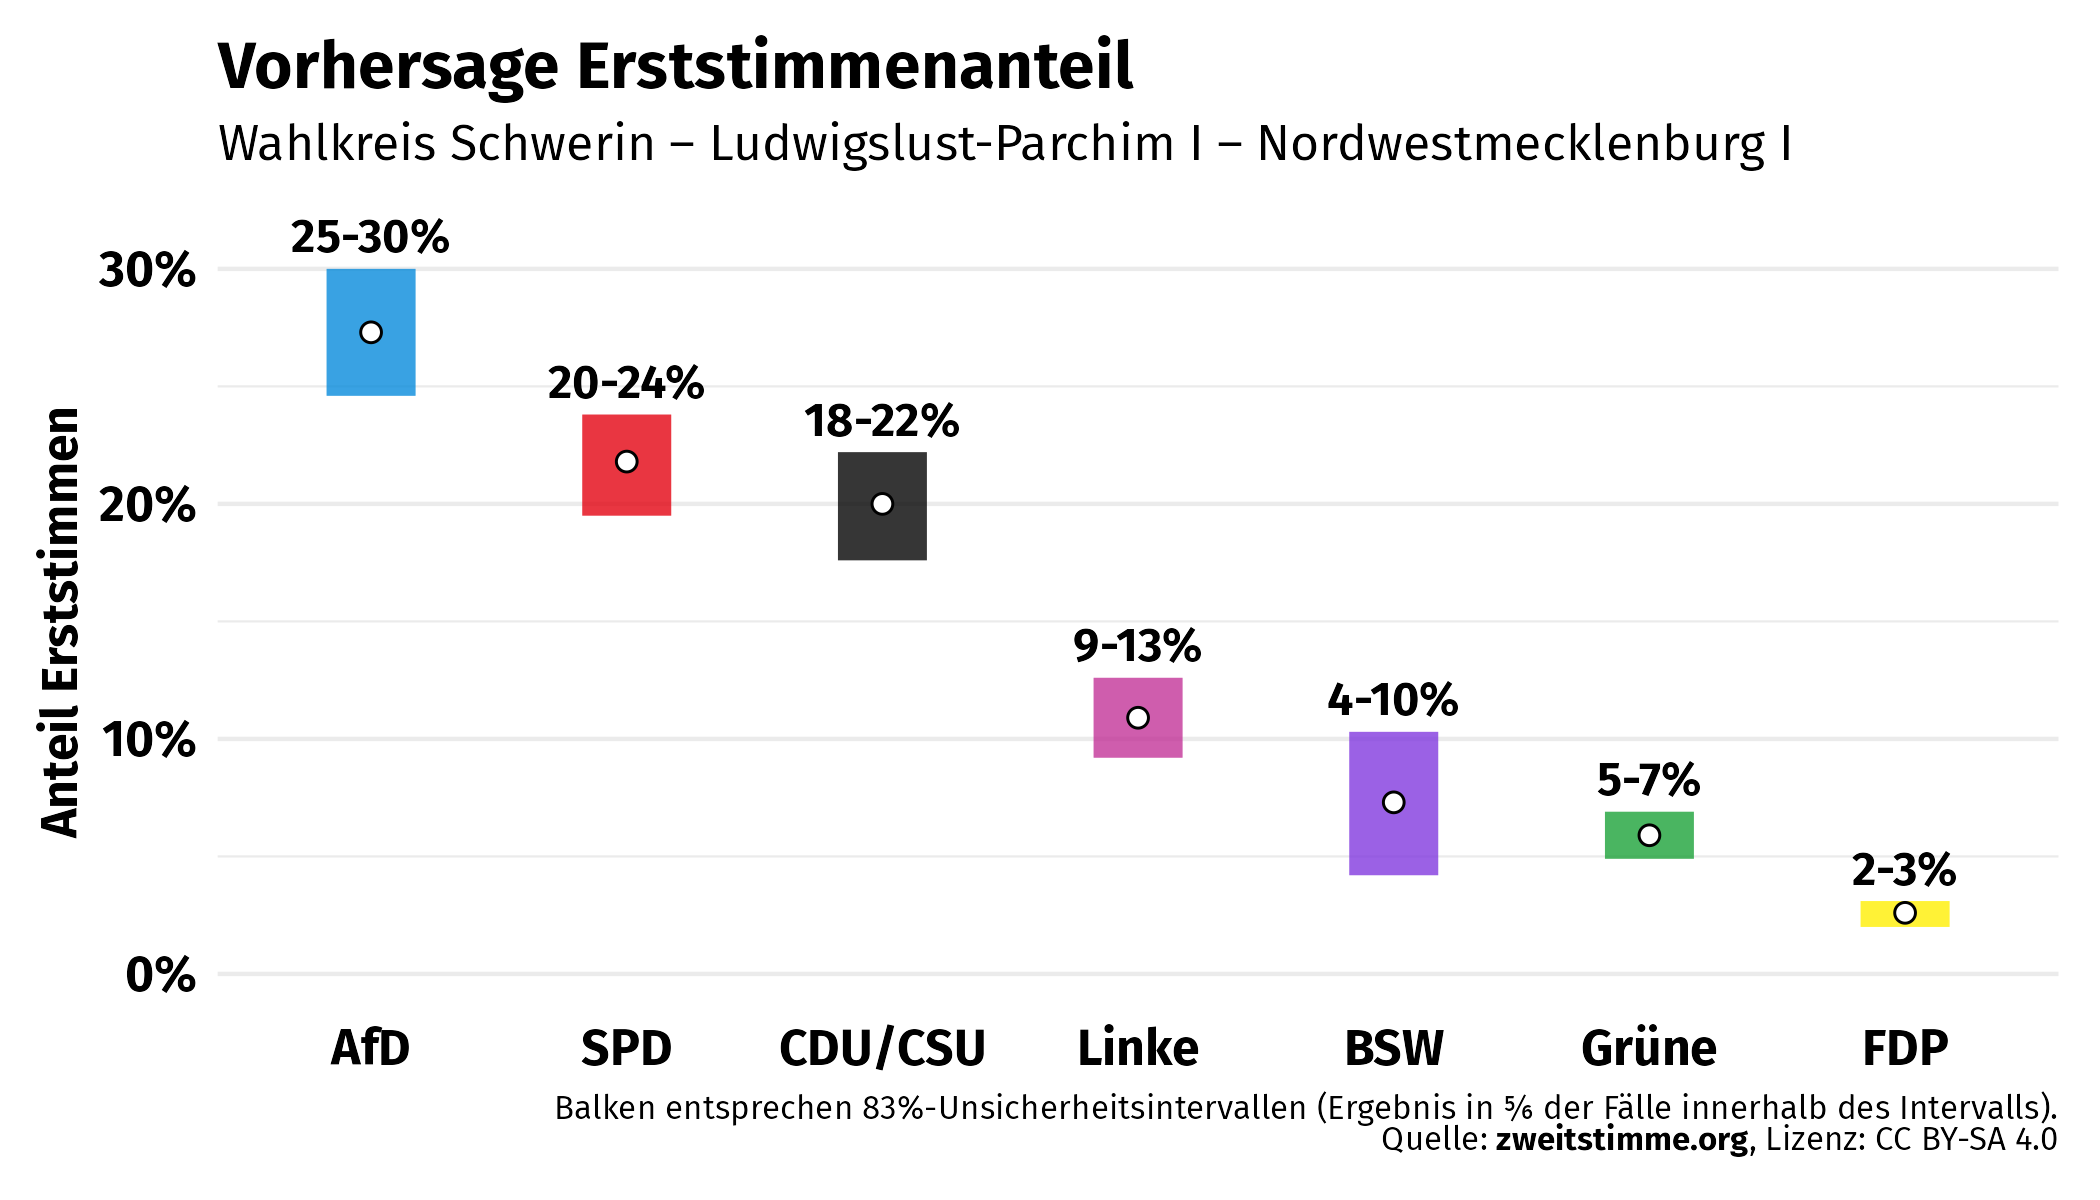 Vorhersage Erststimmenanteil
Wahlkreis Schwerin – Ludwigslust-Parchim I – Nordwestmecklenburg I
Anteil Erststimmen
30%
20%
10%
0%
25-30%
20-24%
18-22%
9-13%
4-10%
5-7%
2-3%
AfD SPD CDU/CSU Linke BSW Grüne FDP
Balken entsprechen 83%-Unsicherheitsintervallen (Ergebnis in ⅚ der Fälle innerhalb des Intervalls).
Quelle: zweitstimme.org, Lizenz: CC BY-SA 4.0